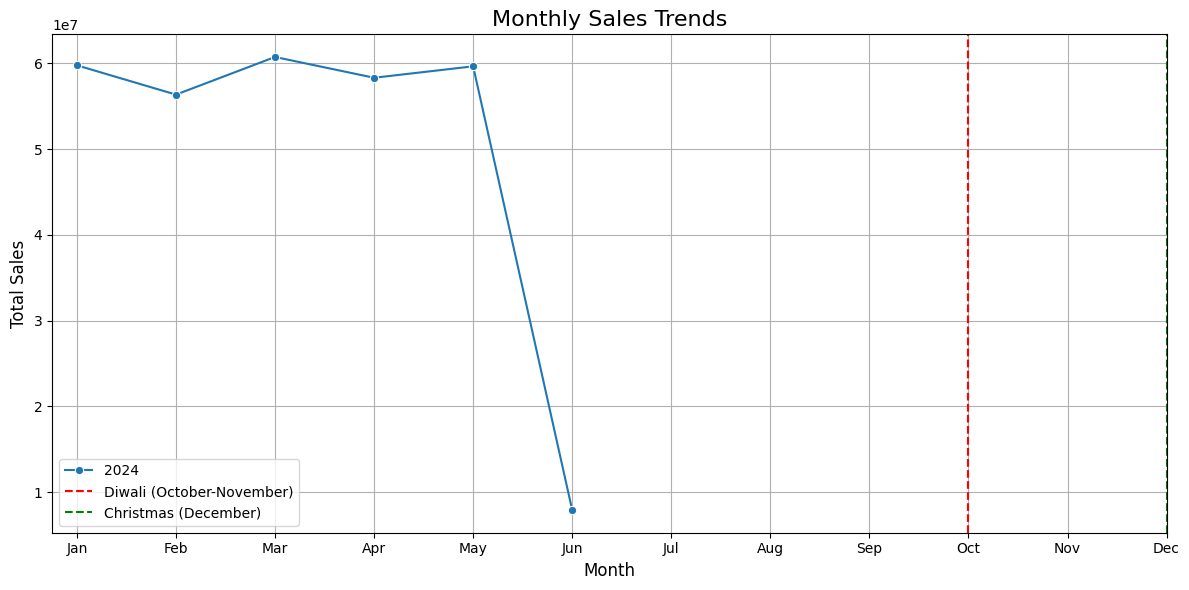 Monthly Sales Trends
1e7
6
5
4
3
2
1
Total Sales
2024
Diwali (October-November)
Christmas (December)
Jan Feb Mar Apr May Jun Jul Aug Sep Oct Nov Dec
Month